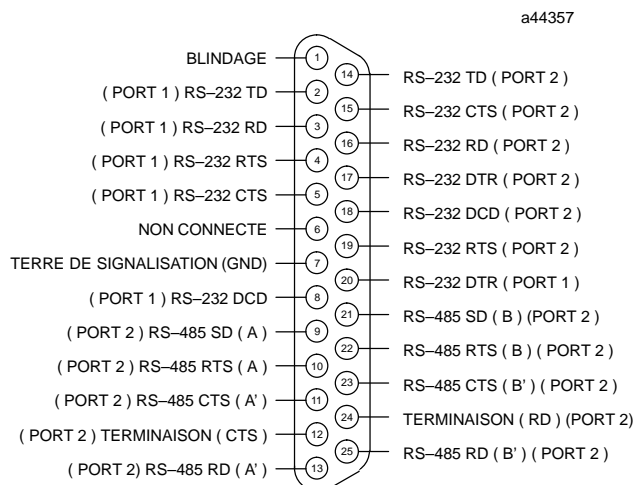 a44357
BLINDAGE
1
( PORT 1 ) RS–232 TD
2
( PORT 1 ) RS–232 RD
3
( PORT 1 ) RS–232 RTS
4
( PORT 1 ) RS–232 CTS
5
NON CONNECTE
6
TERRE DE SIGNALISATION (GND)
7
( PORT 1 ) RS–232 DCD
8
( PORT 2 ) RS–485 SD ( A )
9
( PORT 2 ) RS–485 RTS ( A )
10
( PORT 2 ) RS–485 CTS ( A' )
11
( PORT 2 ) TERMINAISON ( CTS )
12
( PORT 2) RS–485 RD ( A' )
13
14
RS–232 TD ( PORT 2 )
15
RS–232 CTS ( PORT 2 )
16
RS–232 RD ( PORT 2 )
17
RS–232 DTR ( PORT 2 )
18
RS–232 DCD ( PORT 2 )
19
RS–232 RTS ( PORT 2 )
20
RS–232 DTR ( PORT 1 )
21
RS–485 SD ( B ) (PORT 2 )
22
RS–485 RTS ( B ) ( PORT 2 )
23
RS–485 CTS ( B' ) ( PORT 2 )
24
TERMINAISON ( RD ) (PORT 2)
25
RS–485 RD ( B' ) ( PORT 2 )